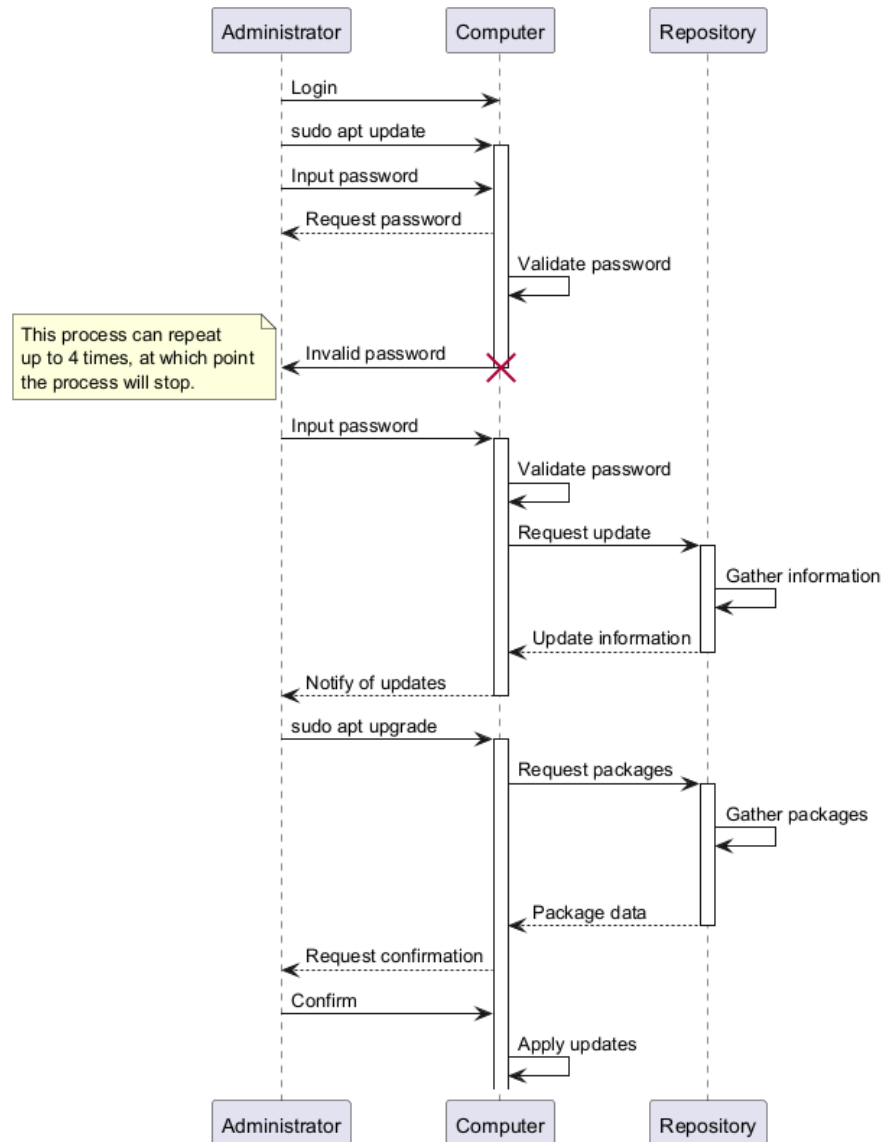 Administrator
Computer
Repository
Login
sudo apt update
Input password
Request password
Validate password
This process can repeat
up to 4 times, at which point
the process will stop.
Invalid password
Input password
Validate password
Request update
Gather information
Update information
Notify of updates
sudo apt upgrade
Request packages
Gather packages
Package data
Request confirmation
Confirm
Apply updates
Administrator
Computer
Repository